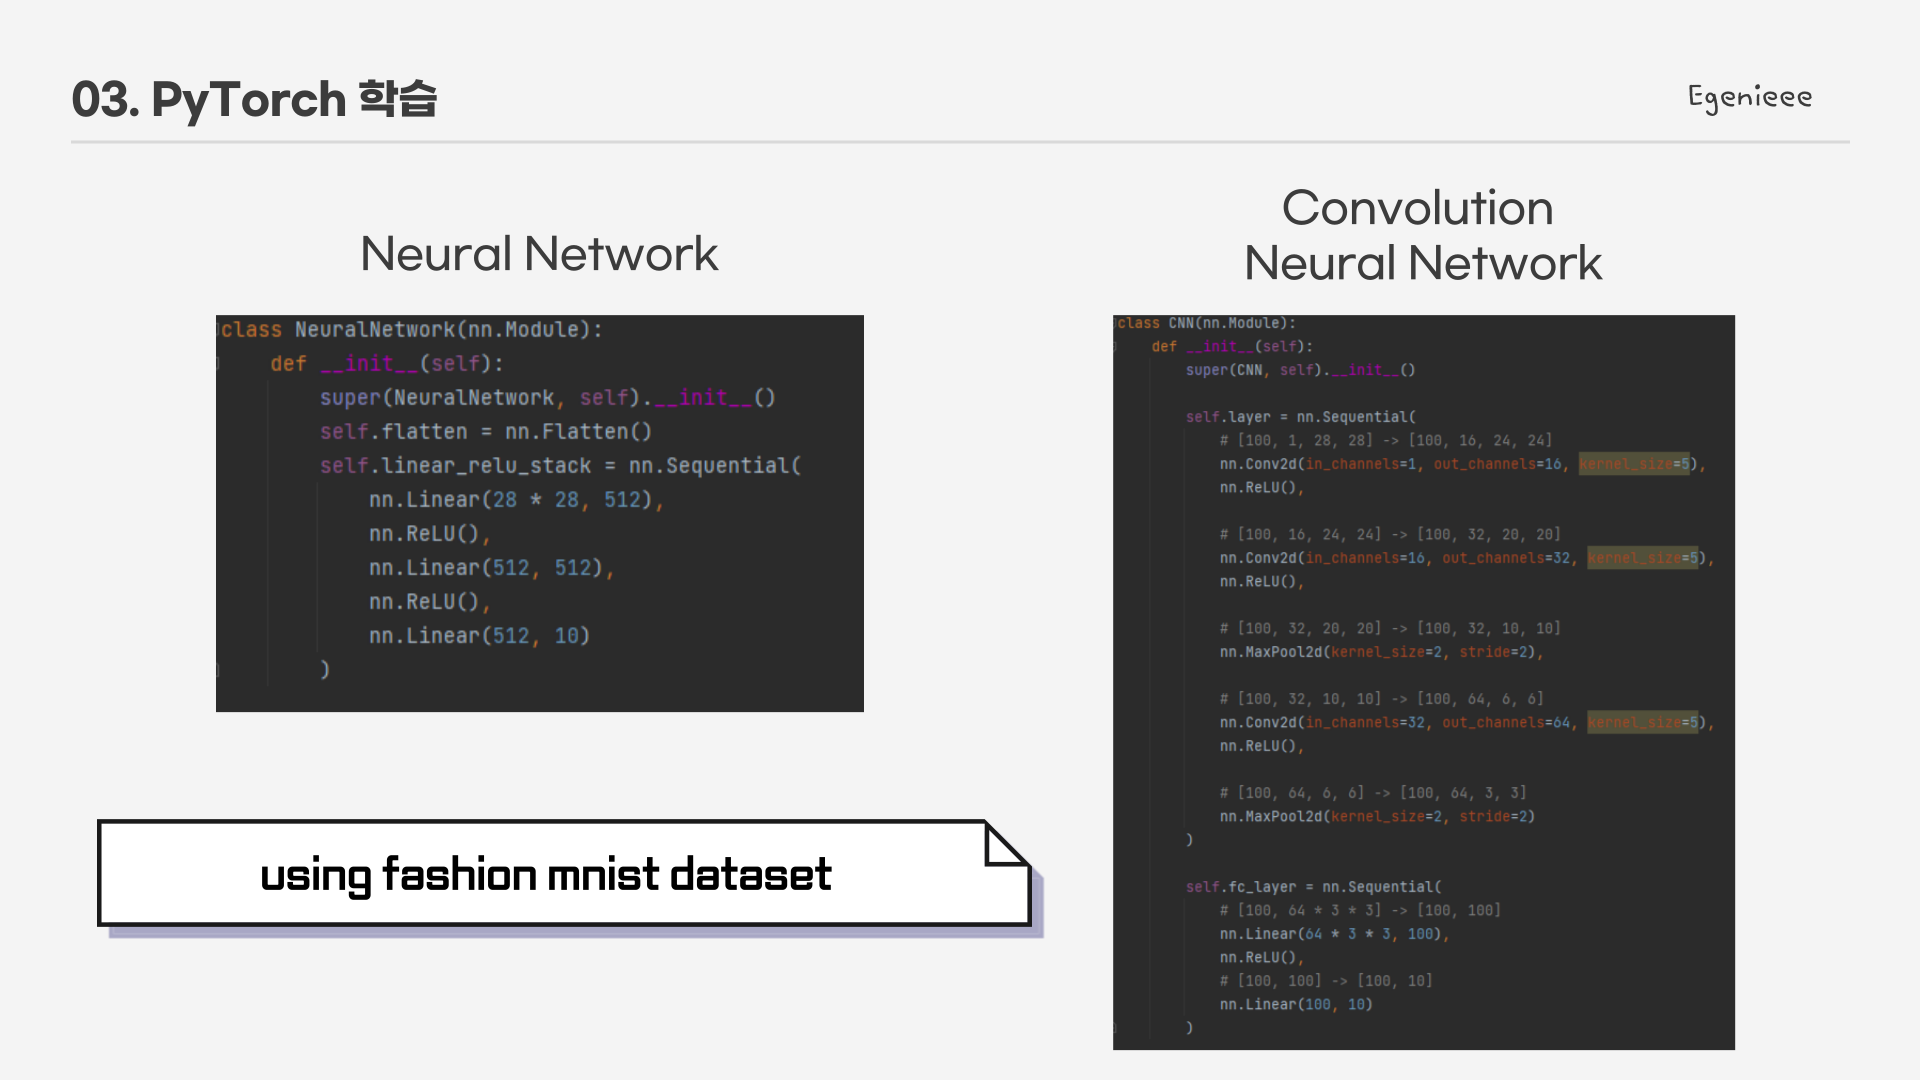 03. PyTorch 학습
Egenieee
Neural Network
class NeuralNetwork(nn.Module):
    def __init__(self):
        super(NeuralNetwork, self).__init__()
        self.flatten = nn.Flatten()
        self.linear_relu_stack = nn.Sequential(
            nn.Linear(28 * 28, 512),
            nn.ReLU(),
            nn.Linear(512, 512),
            nn.ReLU(),
            nn.Linear(512, 10)
        )
using fashion mnist dataset
Convolution
Neural Network
class CNN(nn.Module):
    def __init__(self):
        super(CNN, self).__init__()
        self.layer = nn.Sequential(
            # [100, 1, 28, 28] -> [100, 16, 24, 24]
            nn.Conv2d(in_channels=1, out_channels=16, kernel_size=5),
            nn.ReLU(),
            # [100, 16, 24, 24] -> [100, 32, 20, 20]
            nn.Conv2d(in_channels=16, out_channels=32, kernel_size=5),
            nn.ReLU(),
            # [100, 32, 20, 20] -> [100, 32, 10, 10]
            nn.MaxPool2d(kernel_size=2, stride=2),
            # [100, 32, 10, 10] -> [100, 64, 6, 6]
            nn.Conv2d(in_channels=32, out_channels=64, kernel_size=5),
            nn.ReLU(),
            # [100, 64, 6, 6] -> [100, 64, 3, 3]
            nn.MaxPool2d(kernel_size=2, stride=2)
        )
        self.fc_layer = nn.Sequential(
            # [100, 64 * 3 * 3] -> [100, 100]
            nn.Linear(64 * 3 * 3, 100),
            nn.ReLU(),
            # [100, 100] -> [100, 10]
            nn.Linear(100, 10)
        )